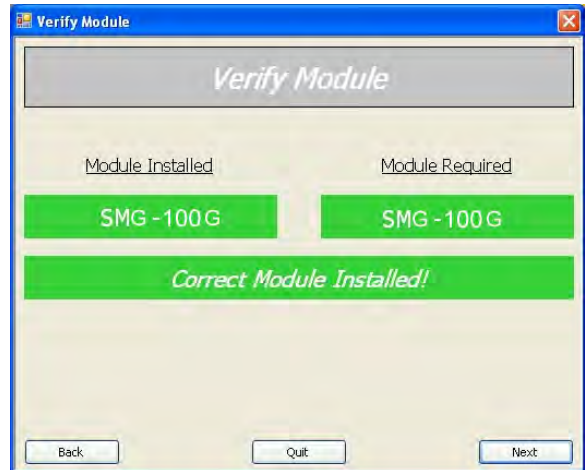 Verify Module
Verify Module
Module Installed Module Required
SMG-100G SMG-100G
Correct Module Installed!
Back Quit Next